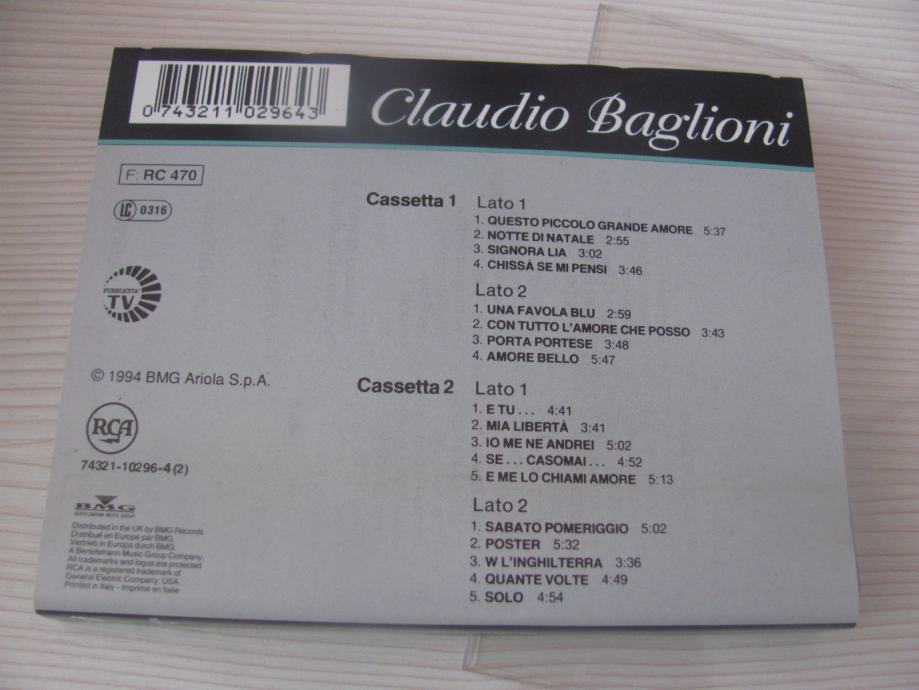 0 743211 029643
Claudio Baglioni
F: RC 470
LC 0316
PUBBLICITA'
TV
© 1994 BMG Ariola S.p.A.
RCA
74321-10296-4 (2)
BMG
BERTELSMANN MUSIC GROUP
Distributed in the UK by BMG Records.
Distribué en Europe par BMG.
Vertrieb in Europa durch BMG.
A Bertelsmann Music Group Company.
All trademarks and logos are protected
RCA is a registered trademark of
General Electric Company, USA.
Printed in Italy - Imprimé en Italie
Cassetta 1 Lato 1
1. QUESTO PICCOLO GRANDE AMORE 5:37
2. NOTTE DI NATALE 2:55
3. SIGNORA LIA 3:02
4. CHISSÀ SE MI PENSI 3:46
Lato 2
1. UNA FAVOLA BLU 2:59
2. CON TUTTO L'AMORE CHE POSSO 3:43
3. PORTA PORTESE 3:48
4. AMORE BELLO 5:47
Cassetta 2 Lato 1
1. E TU... 4:41
2. MIA LIBERTÀ 3:41
3. IO ME NE ANDREI 5:02
4. SE... CASOMAI... 4:52
5. E ME LO CHIAMI AMORE 5:13
Lato 2
1. SABATO POMERIGGIO 5:02
2. POSTER 5:32
3. W L'INGHILTERRA 3:36
4. QUANTE VOLTE 4:49
5. SOLO 4:54